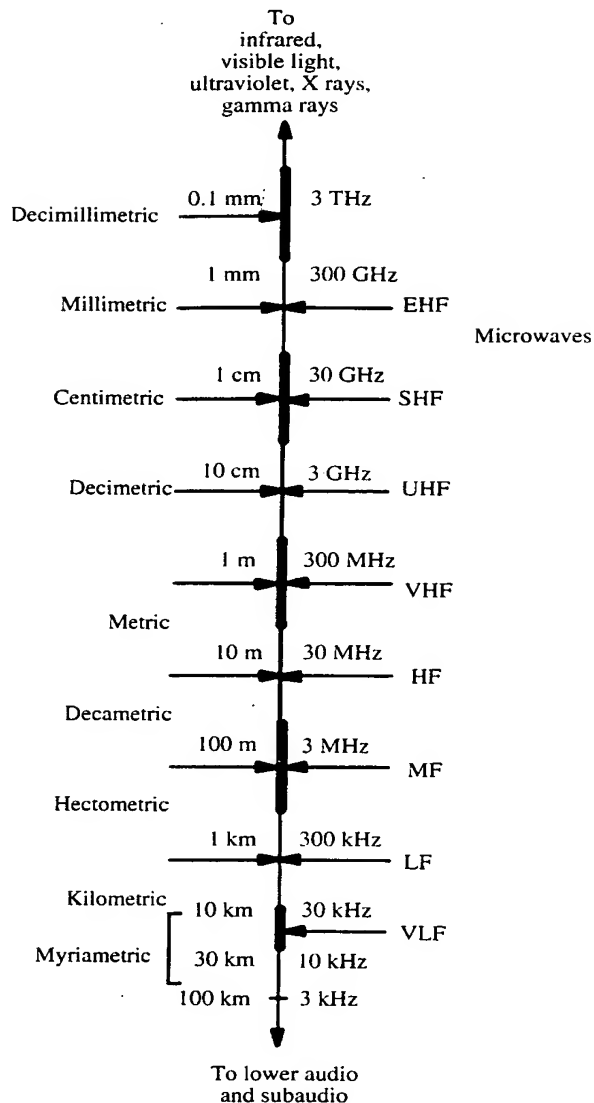 To
infrared,
visible light,
ultraviolet, X rays,
gamma rays
0.1 mm 3 THz
Decimillimetric
1 mm 300 GHz
Millimetric EHF
Microwaves
1 cm 30 GHz
Centimetric SHF
10 cm 3 GHz
Decimetric UHF
1 m 300 MHz
VHF
Metric
10 m 30 MHz
HF
Decametric
100 m 3 MHz
MF
Hectometric
1 km 300 kHz
LF
Kilometric
10 km 30 kHz
VLF
Myriametric
30 km 10 kHz
100 km 3 kHz
To lower audio
and subaudio